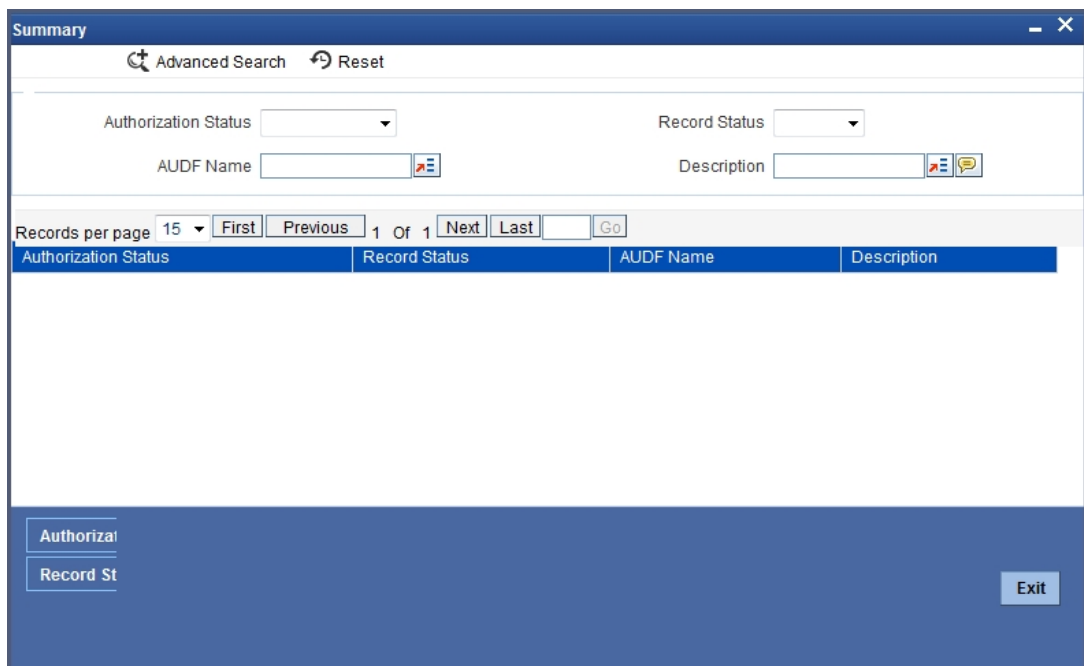 Summary
Advanced Search Reset
Authorization Status Record Status
AUDF Name Description
Records per page 15 First Previous 1 Of 1 Next Last Go
Authorization Status Record Status AUDF Name Description
Authorizat
Record St
Exit